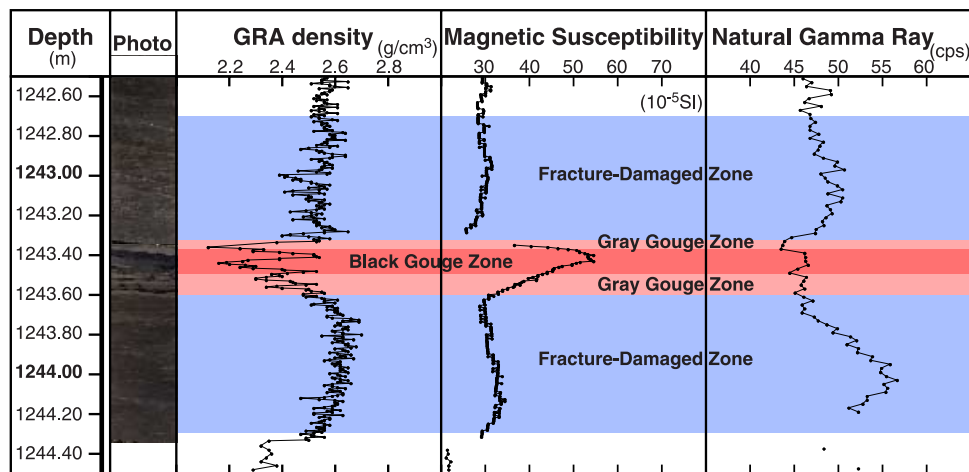 Depth
(m)
Photo
GRA density (g/cm³)
Magnetic Susceptibility
Natural Gamma Ray (cps)
2,2 2,4 2.6 2.8
30 50 70
40 45 50 55 60
(10⁻⁵SI)
1242.60
1242.80
1243.00
1243.20
1243.40
1243.60
1243.80
1244.00
1244.20
1244.40
Fracture-Damaged Zone
Gray Gouge Zone
Black Gouge Zone
Gray Gouge Zone
Fracture-Damaged Zone